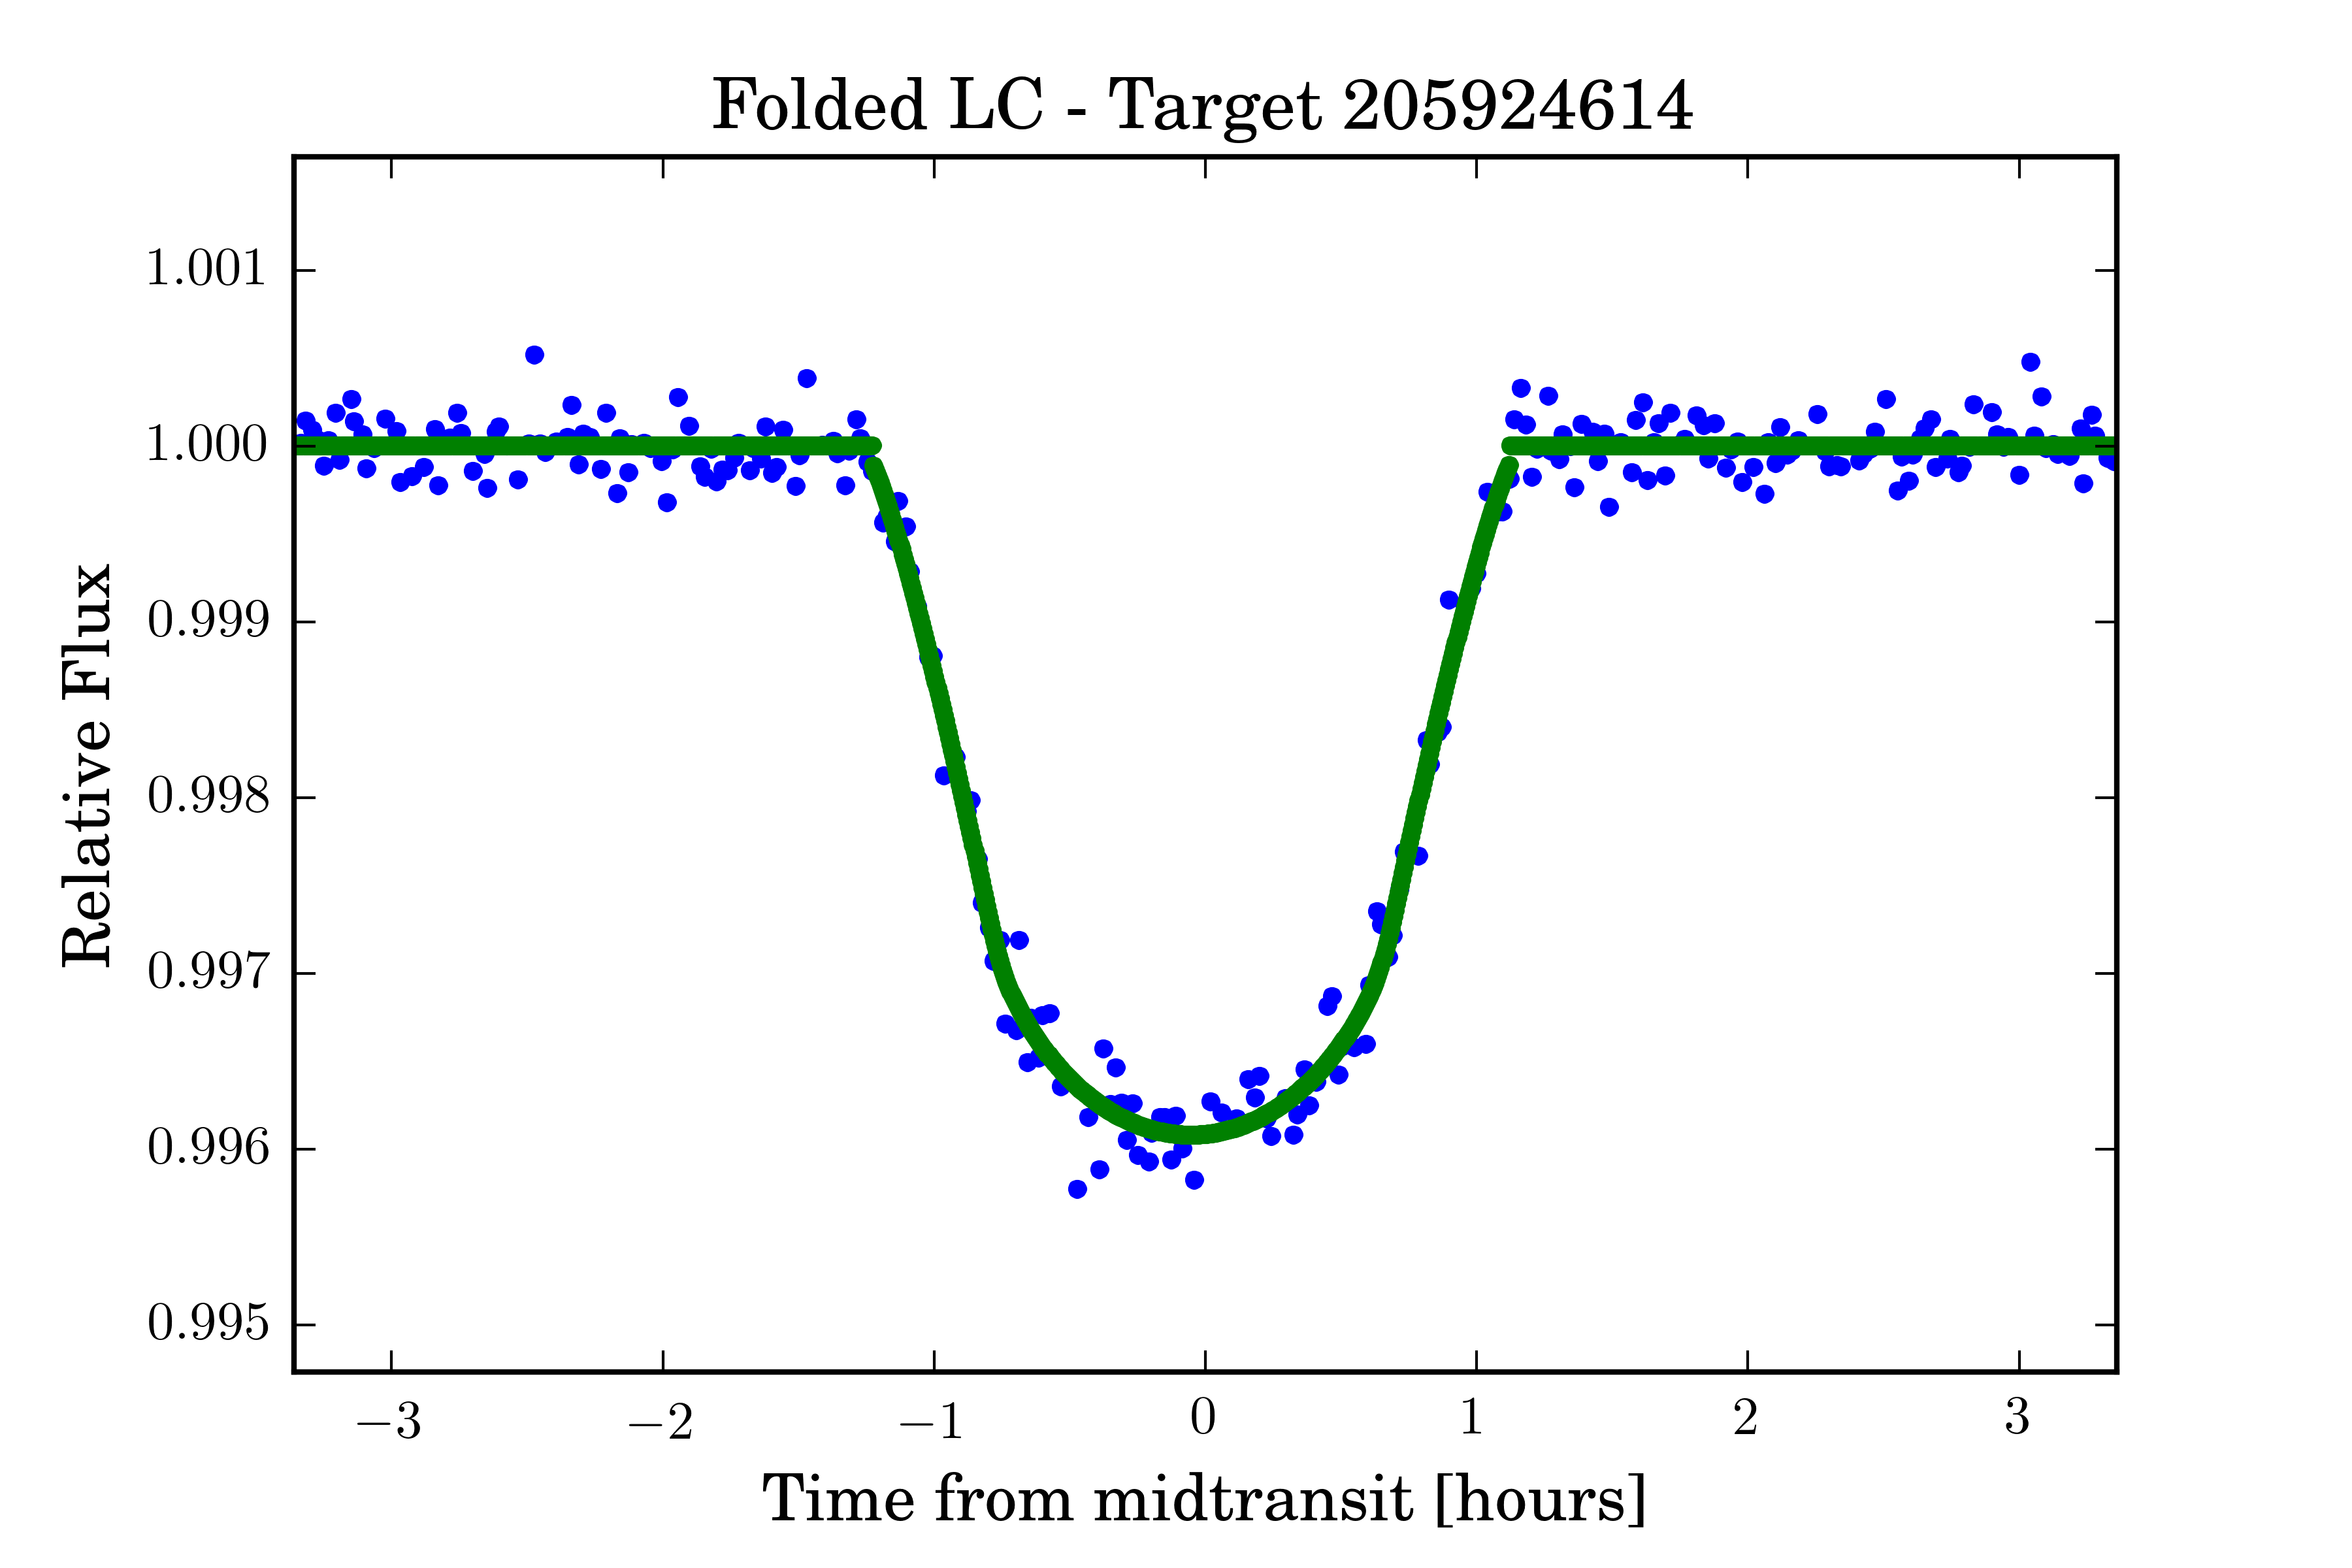 Folded LC - Target 205924614
Relative Flux
1.001
1.000
0.999
0.998
0.997
0.996
0.995
−3 −2 −1 0 1 2 3
Time from midtransit [hours]